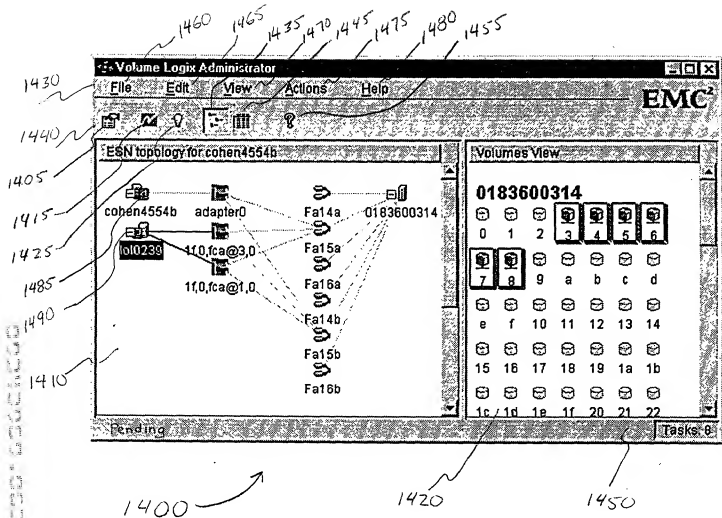 1460 1465 1435 1470 1445 1475 1480 1455
Volume Logix Administrator
1430
File Edit View Actions Help
EMC²
1440
1405
ESN topology for cohen4554b
Volumes View
1415
0183600314
cohen4554b adapter0 Fa14a 0183600314
0 1 2 3 4 5 6
1425
lol0239 1f,0,fca@3,0 Fa15a
1485
1f,0,fca@1,0 Fa16a
7 8 9 a b c d
1490
Fa14b
e f 10 11 12 13 14
1410
Fa15b
15 16 17 18 19 1a 1b
Fa16b
1c 1d 1e 1f 20 21 22
Pending
Tasks: 8
1400
1420
1450